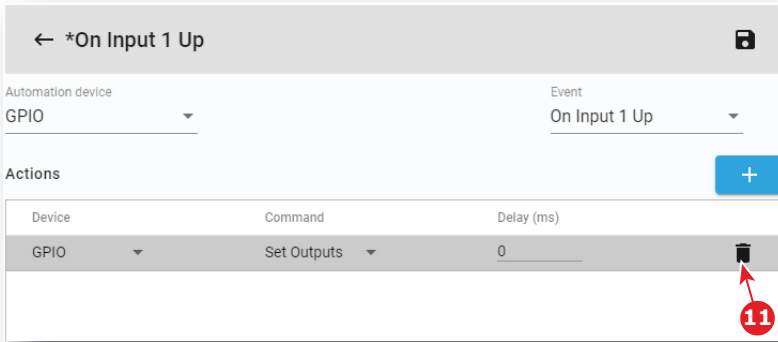 *On Input 1 Up
Automation device Event
GPIO On Input 1 Up
Actions
Device Command Delay (ms)
GPIO Set Outputs 0
11